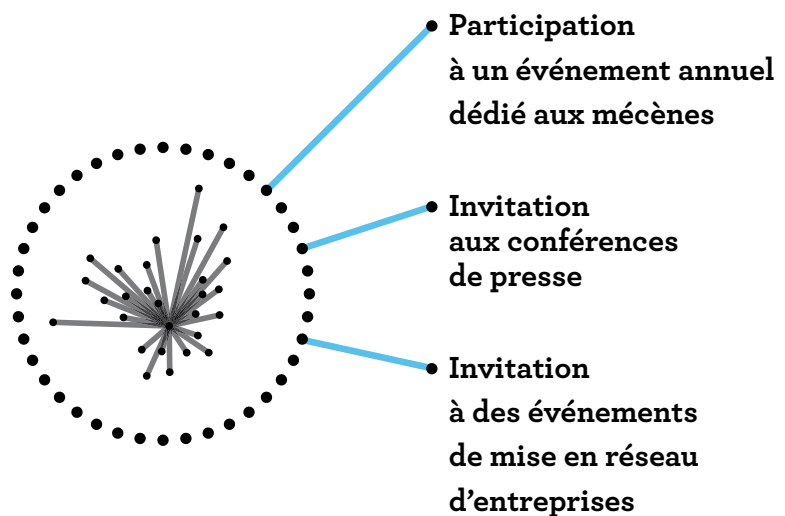 Participation
à un événement annuel
dédié aux mécènes
Invitation
aux conférences
de presse
Invitation
à des événements
de mise en réseau
d’entreprises